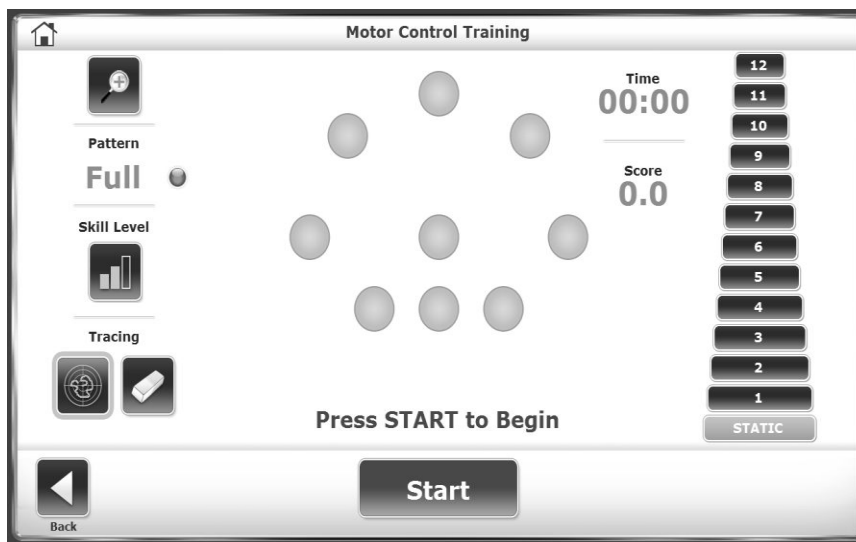 Motor Control Training
Pattern
Full
Skill Level
Tracing
Time
00:00
Score
0.0
12
11
10
9
8
7
6
5
4
3
2
1
STATIC
Press START to Begin
Back
Start